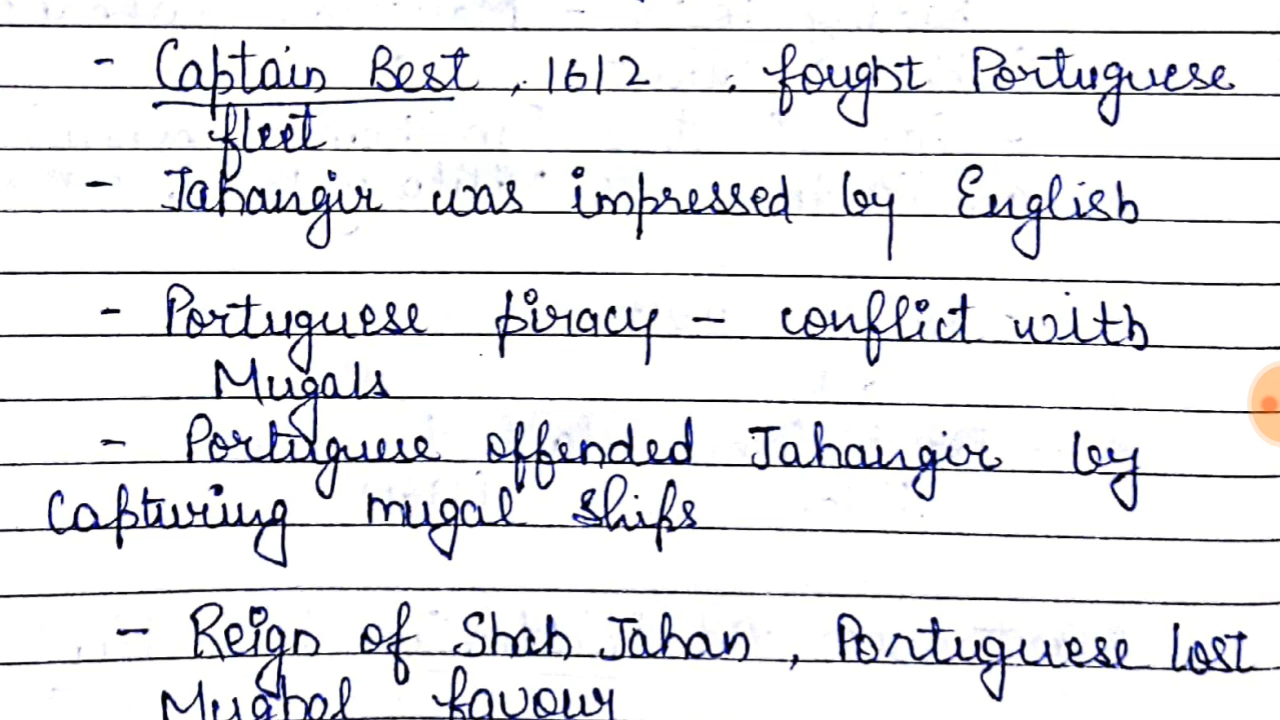 - Captain Best, 1612. fought Portuguese
fleet
- Jahangir was impressed by English
- Portuguese piracy - conflict with
Mugals
- Portuguese offended Jahangir by
capturing mugal ships
- Reign of Shah Jahan, Portuguese lost
Mughal favour